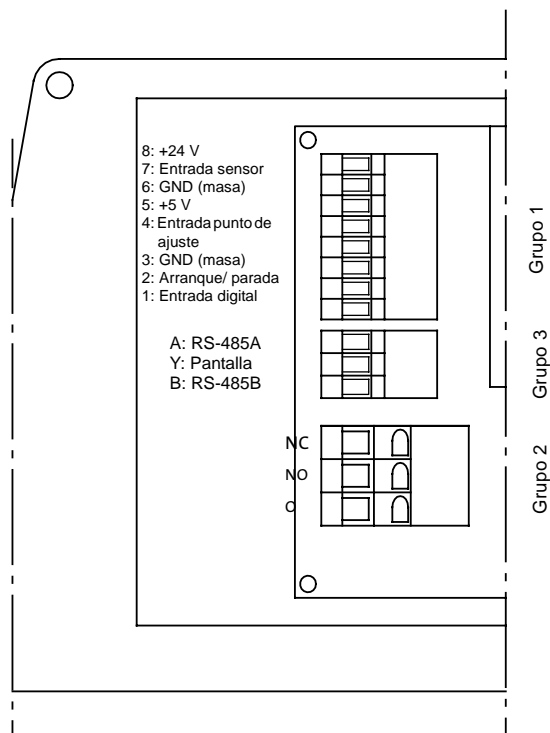 8: +24 V
7: Entrada sensor
6: GND (masa)
5: +5 V
4: Entrada punto de
ajuste
3: GND (masa)
2: Arranque/ parada
1: Entrada digital
Grupo 1
A: RS-485A
Y: Pantalla
B: RS-485B
Grupo 3
NC
NO
O
Grupo 2